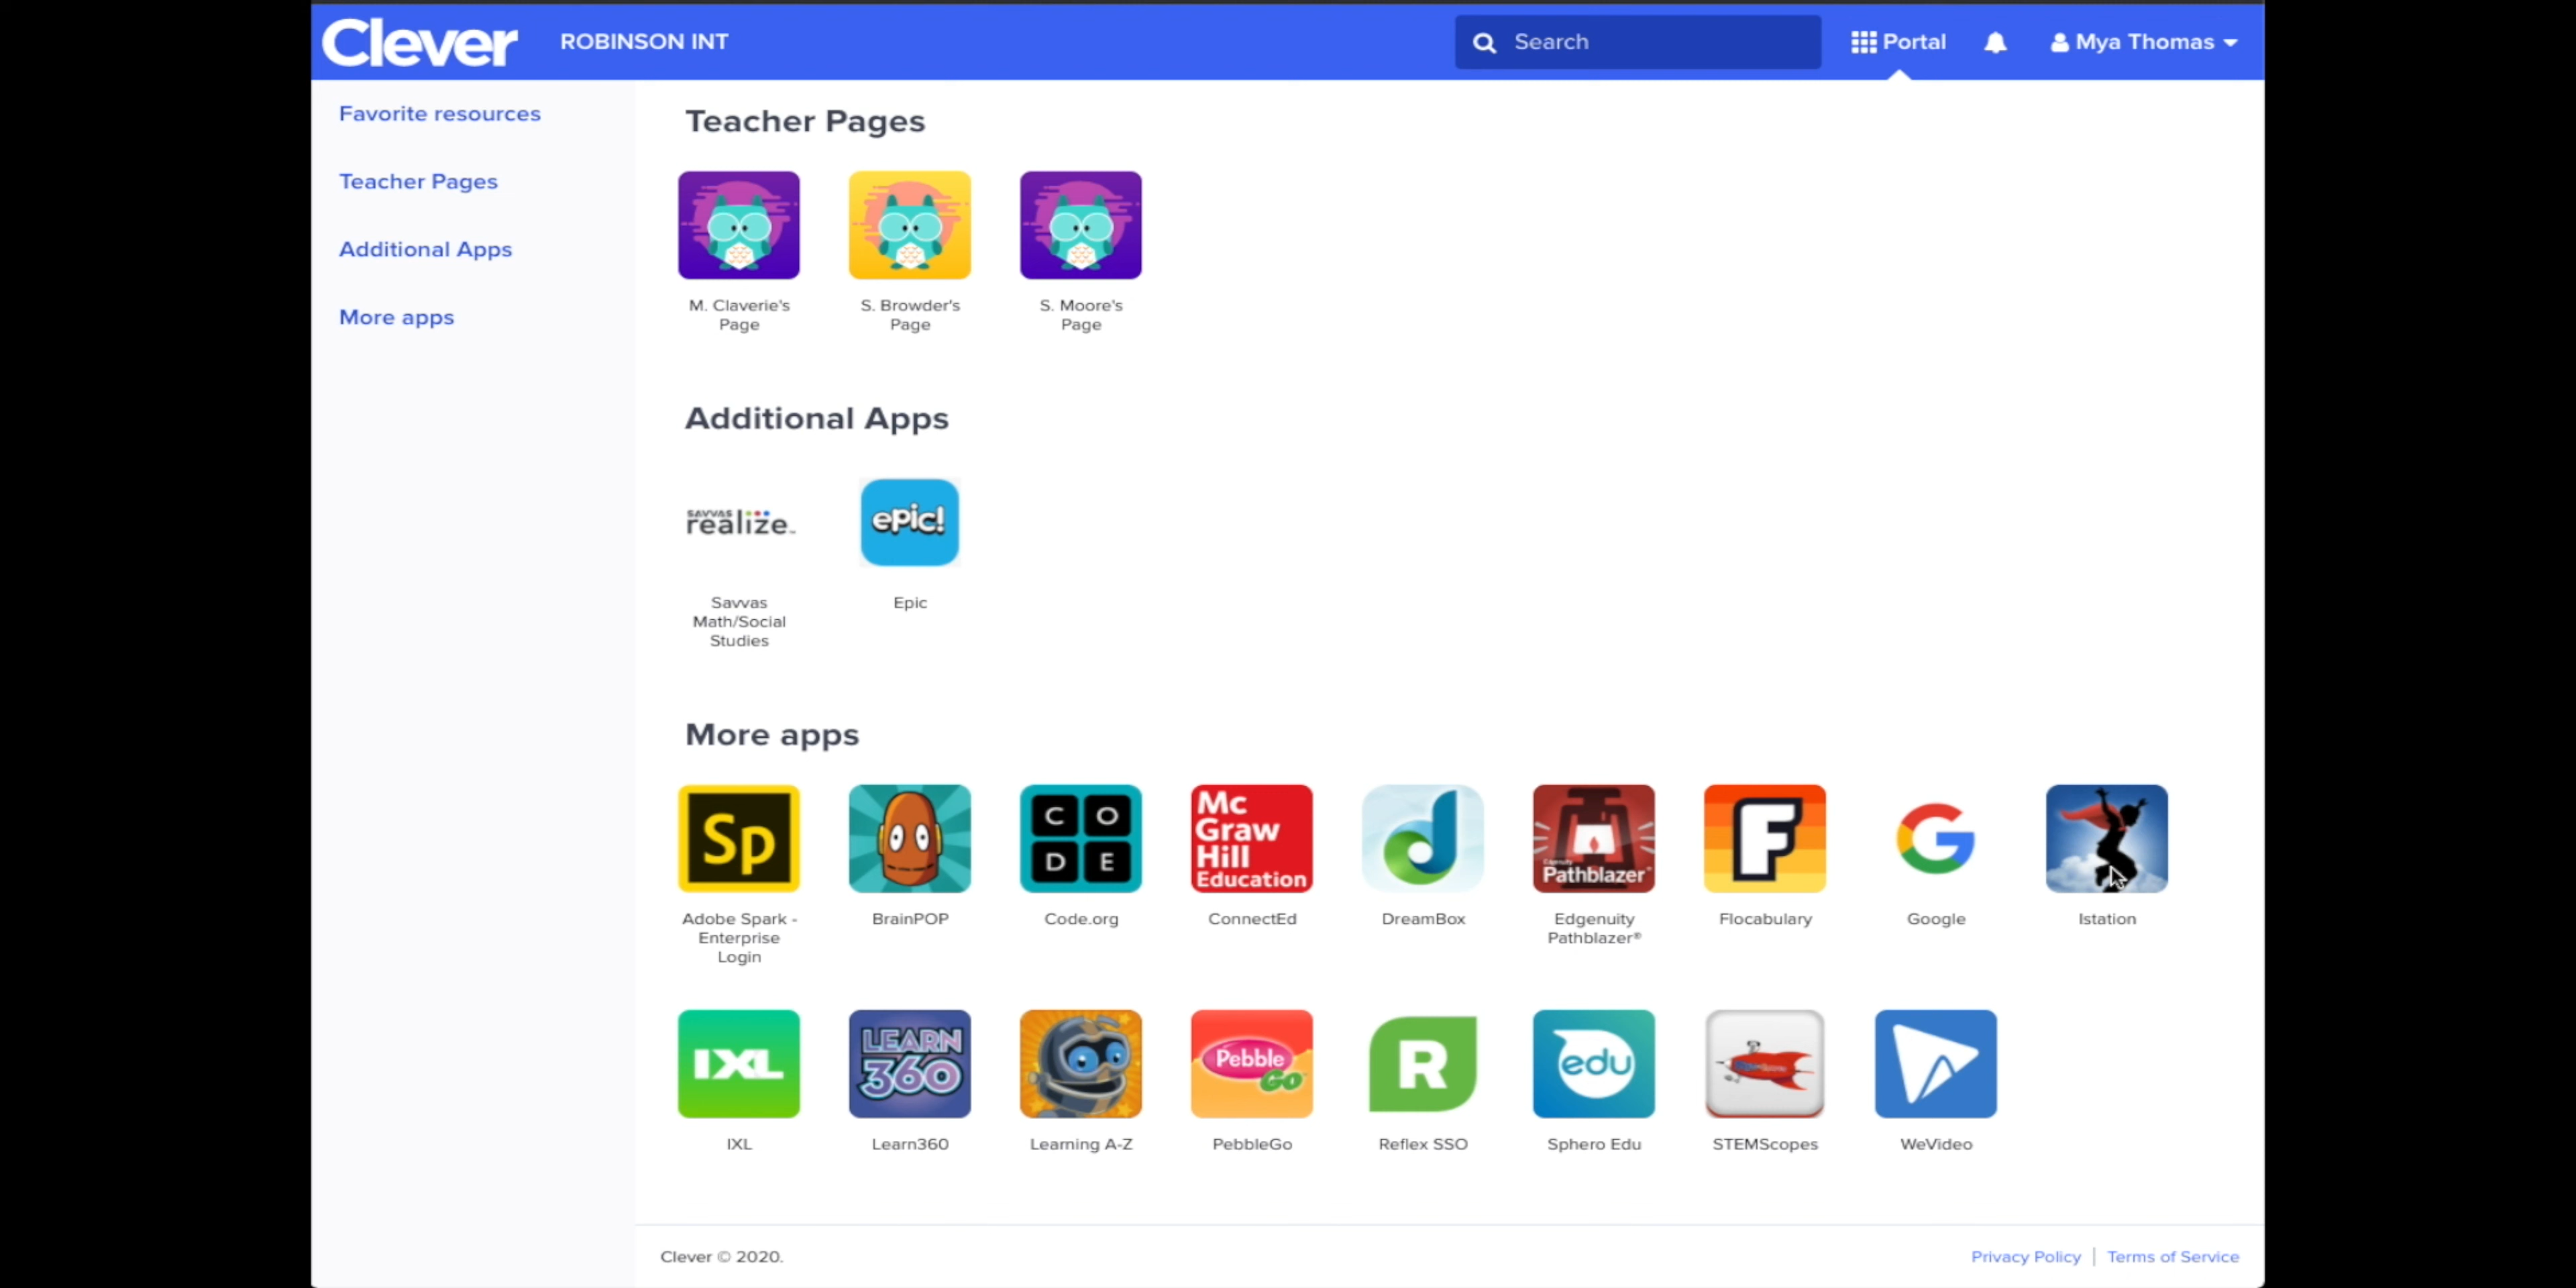 Clever
ROBINSON INT
Search
Portal
Mya Thomas
Favorite resources
Teacher Pages
Additional Apps
More apps
Teacher Pages
M. Claverie's
Page
S. Browder's
Page
S. Moore's
Page
Additional Apps
SAVVAS
realize
epic!
Savvas
Math/Social
Studies
Epic
More apps
Sp
C O
D E
Mc
Graw
Hill
Education
Edgenuity
Pathblazer
F
G
Adobe Spark -
Enterprise
Login
BrainPOP
Code.org
ConnectEd
DreamBox
Edgenuity
Pathblazer®
Flocabulary
Google
Istation
IXL
LEARN
360
Pebble
Go
R
edu
IXL
Learn360
Learning A-Z
PebbleGo
Reflex SSO
Sphero Edu
STEMScopes
WeVideo
Clever © 2020.
Privacy Policy | Terms of Service